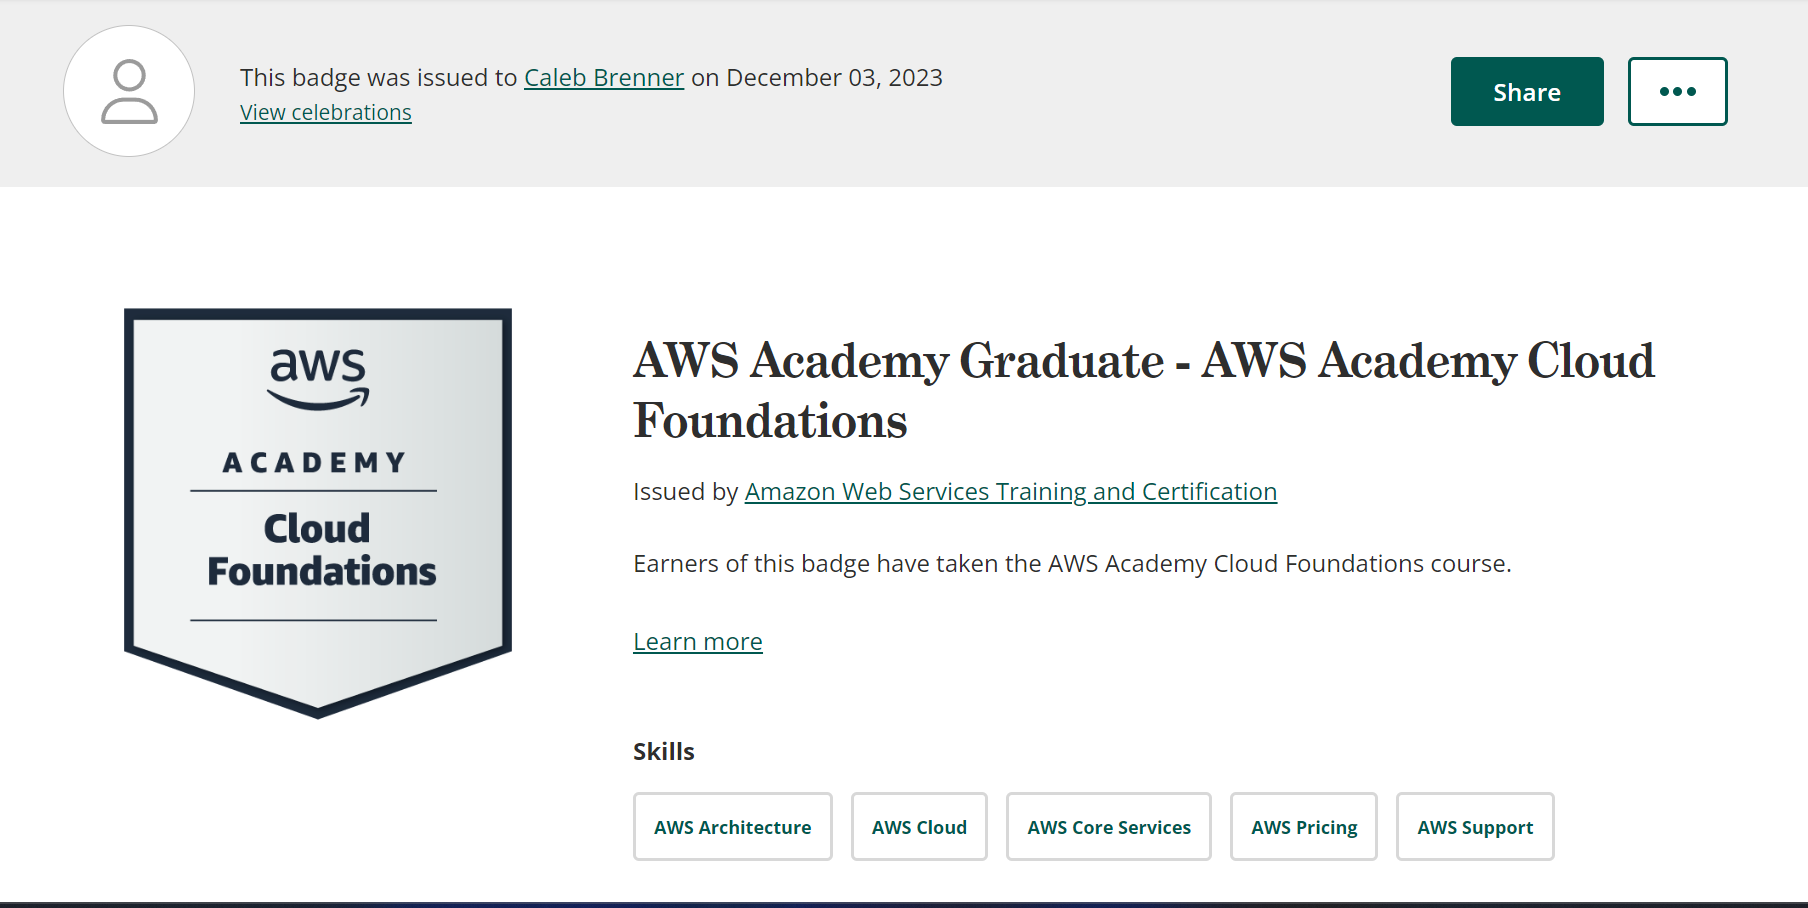 This badge was issued to Caleb Brenner on December 03, 2023
View celebrations
Share
aws
ACADEMY
Cloud
Foundations
AWS Academy Graduate - AWS Academy Cloud
Foundations
Issued by Amazon Web Services Training and Certification
Earners of this badge have taken the AWS Academy Cloud Foundations course.
Learn more
Skills
AWS Architecture
AWS Cloud
AWS Core Services
AWS Pricing
AWS Support